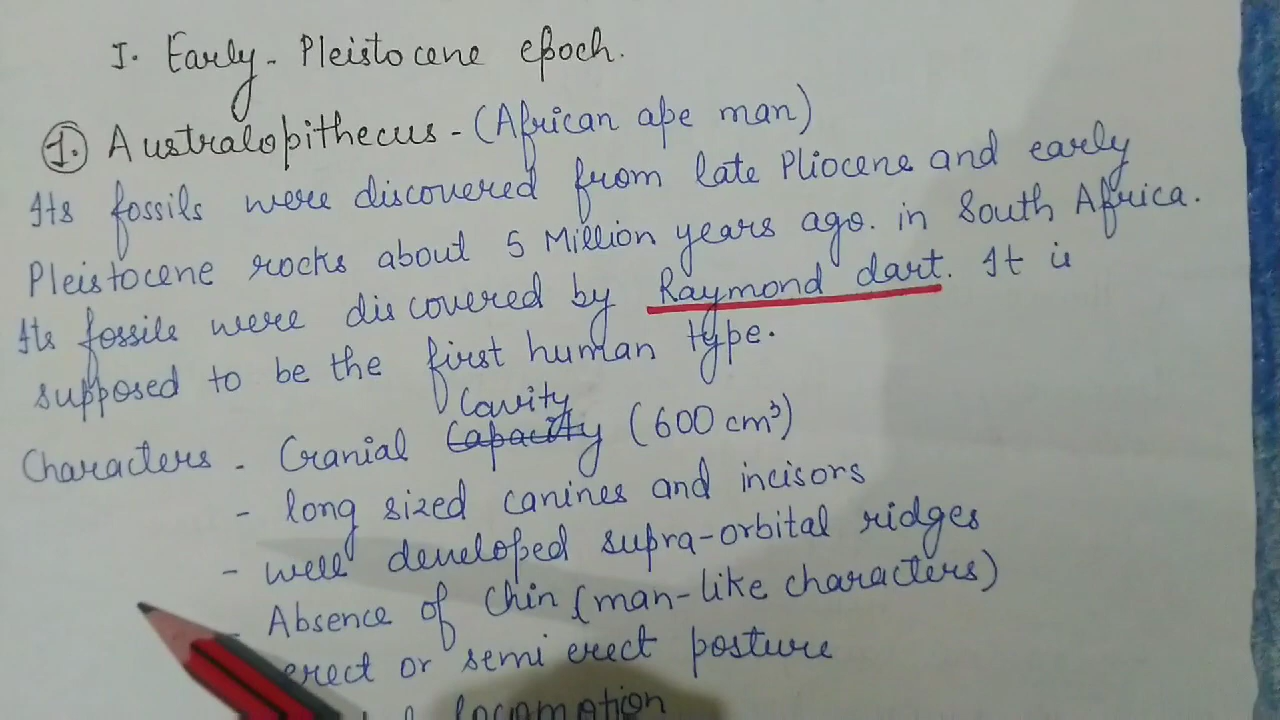 I. Early - Pleistocene epoch.
1. Australopithecus - (African ape man)
Its fossils were discovered from late Pliocene and early
Pleistocene rocks about 5 Million years ago. in South Africa.
Its fossils were discovered by Raymond dart. It is
supposed to be the first human type.
Cavity
Characters - Cranial Capacity (600 cm³)
- long sized canines and incisors
- well developed supra-orbital ridges
- Absence of Chin (man-like characters)
erect or semi erect posture
locomotion